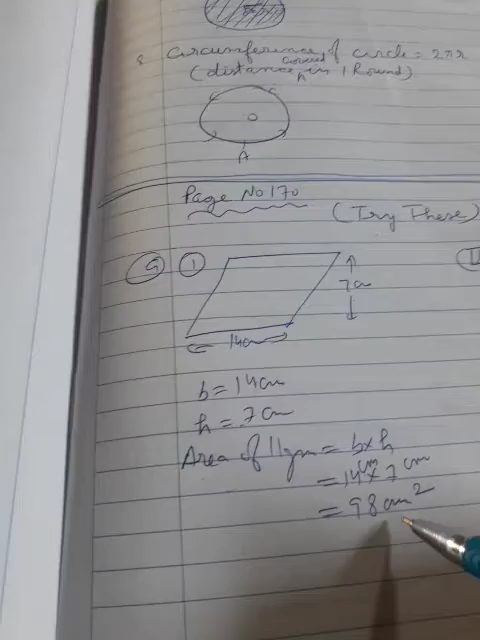 Circumference of circle = 2πr
(distance covered in 1 Round)
O
A
Page No 170
(Try These)
G 1
7cm
14cm
b = 14cm
h = 7cm
Area of llgm = b x h
= 14cm x 7cm
= 98cm²